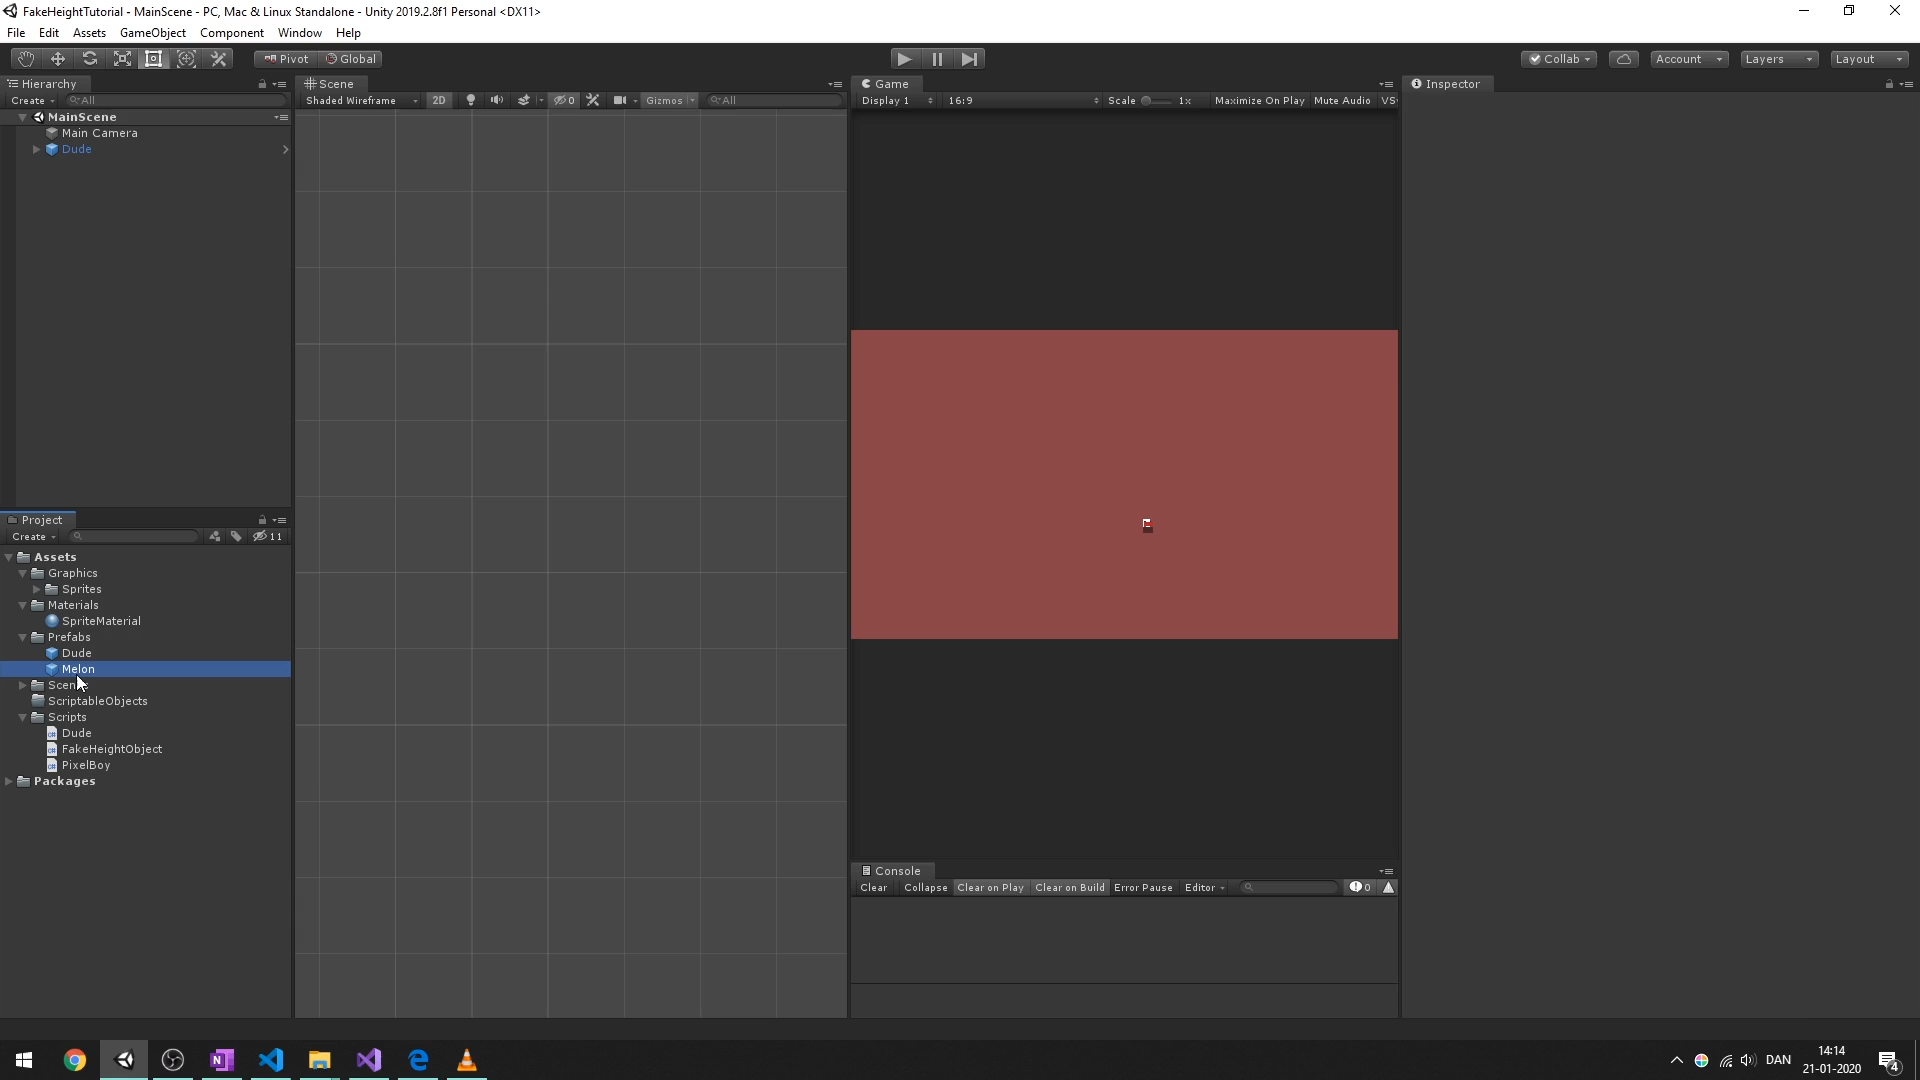 FakeHeightTutorial - MainScene - PC, Mac & Linux Standalone - Unity 2019.2.8f1 Personal <DX11>
File Edit Assets GameObject Component Window Help
Pivot Global Collab Account Layers Layout
Hierarchy
Create All
MainScene
Main Camera
Dude
Scene
Shaded Wireframe 2D 0 Gizmos All
Game
Display 1 16:9 Scale 1x Maximize On Play Mute Audio VS
Inspector
Project
Create 11
Assets
Graphics
Sprites
Materials
SpriteMaterial
Prefabs
Dude
Melon
ScriptableObjects
Scripts
Dude
FakeHeightObject
PixelBoy
Packages
Console
Clear Collapse Clear on Play Clear on Build Error Pause Editor 0
DAN
14:14
21-01-2020
4